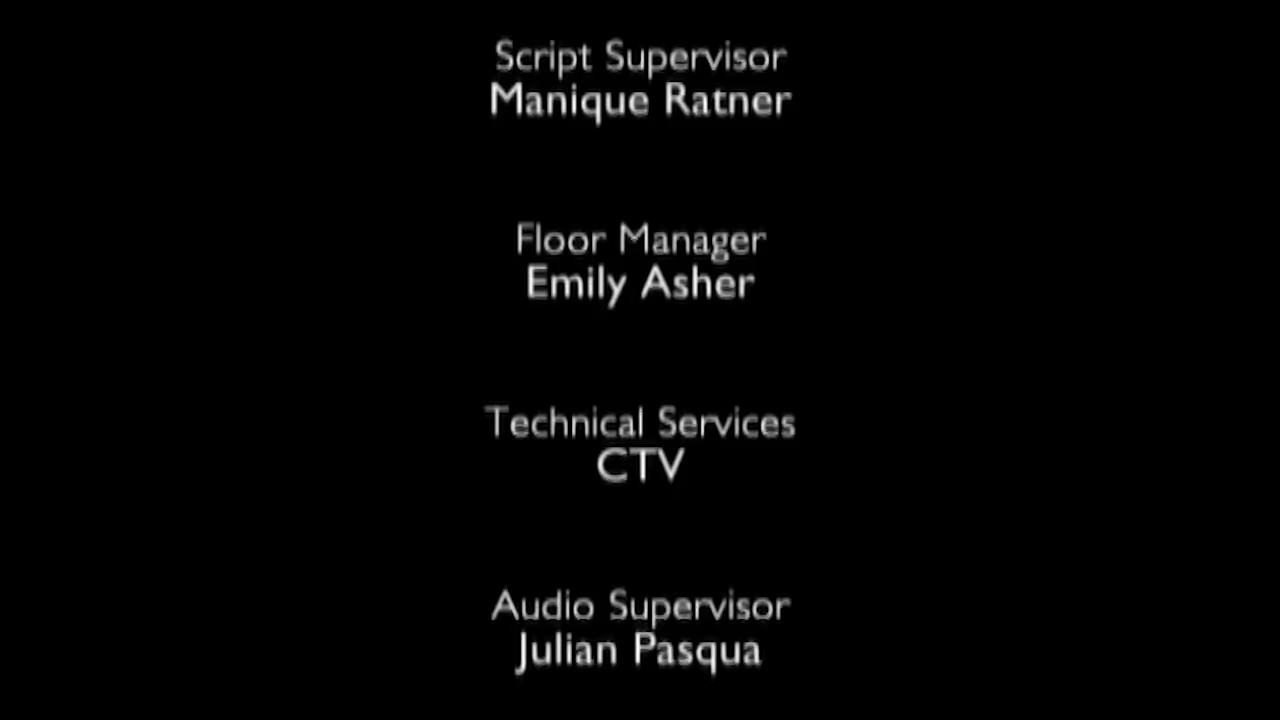 Script Supervisor
Manique Ratner
Floor Manager
Emily Asher
Technical Services
CTV
Audio Supervisor
Julian Pasqua